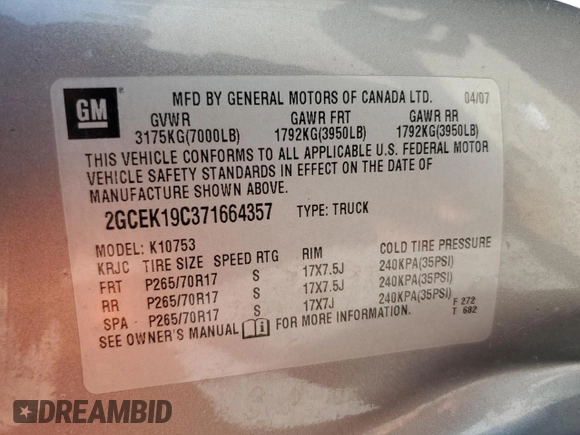 GM
MFD BY GENERAL MOTORS OF CANADA LTD. 04/07
GVWR GAWR FRT GAWR RR
3175KG(7000LB) 1792KG(3950LB) 1792KG(3950LB)
THIS VEHICLE CONFORMS TO ALL APPLICABLE U.S. FEDERAL MOTOR
VEHICLE SAFETY STANDARDS IN EFFECT ON THE DATE OF
MANUFACTURE SHOWN ABOVE.
2GCEK19C371664357 TYPE: TRUCK
MODEL: K10753
KRJC TIRE SIZE SPEED RTG RIM COLD TIRE PRESSURE
FRT P265/70R17 S 17X7.5J 240KPA(35PSI)
RR P265/70R17 S 17X7.5J 240KPA(35PSI)
SPA P265/70R17 S 17X7J 240KPA(35PSI)
F 272
SEE OWNER'S MANUAL i FOR MORE INFORMATION. T 682
DREAMBID